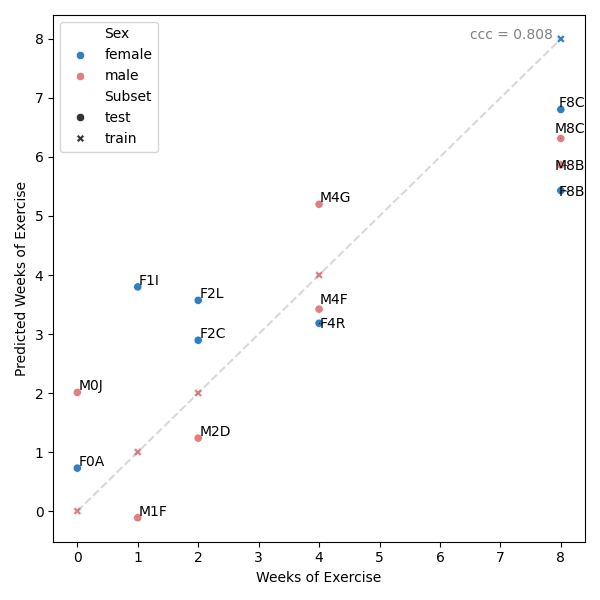 Sex
female
male
Subset
test
train
ccc = 0.808
F8C
M8C
M8B
F8B
M4G
M4F
F4R
F1I
F2L
F2C
M0J
M2D
F0A
M1F
8
7
6
5
4
3
2
1
0
Predicted Weeks of Exercise
0 1 2 3 4 5 6 7 8
Weeks of Exercise